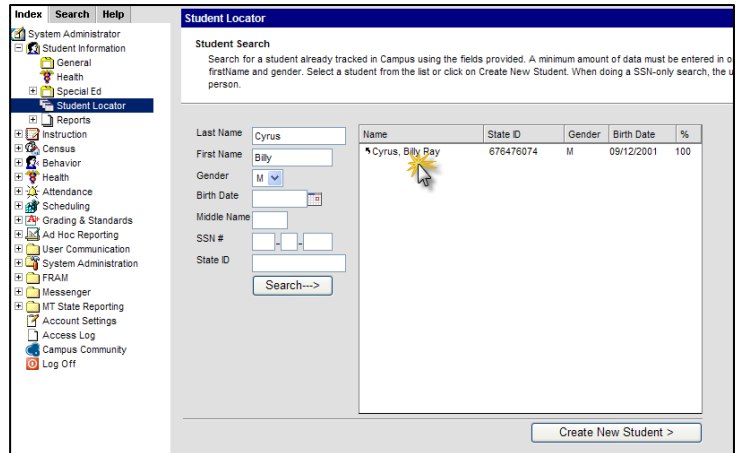 Index Search Help
System Administrator
Student Information
General
Health
Special Ed
Student Locator
Reports
Instruction
Census
Behavior
Health
Attendance
Scheduling
Grading & Standards
Ad Hoc Reporting
User Communication
System Administration
FRAM
Messenger
MT State Reporting
Account Settings
Access Log
Campus Community
Log Off
Student Locator
Student Search
Search for a student already tracked in Campus using the fields provided. A minimum amount of data must be entered in o
firstName and gender. Select a student from the list or click on Create New Student. When doing a SSN-only search, the u
person.
Last Name Cyrus
First Name Billy
Gender M
Birth Date
Middle Name
SSN # - -
State ID
Search--->
Name State ID Gender Birth Date %
Cyrus, Billy Ray 676476074 M 09/12/2001 100
Create New Student >